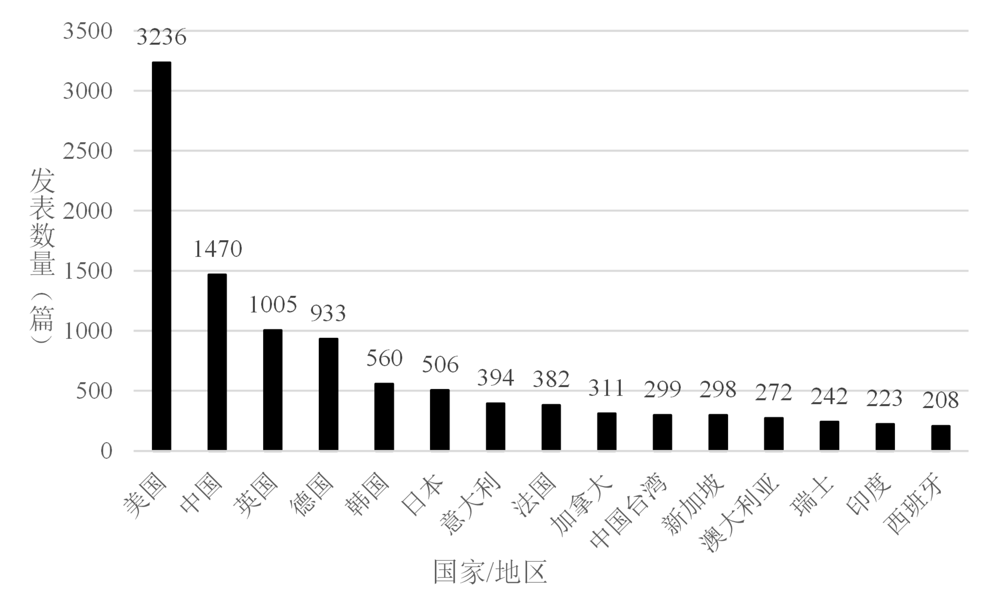 3500
3000
2500
2000
1500
1000
500
0
发表数量（篇）
3236
1470
1005
933
560
506
394
382
311
299
298
272
242
223
208
美国
中国
英国
德国
韩国
日本
意大利
法国
加拿大
中国台湾
新加坡
澳大利亚
瑞士
印度
西班牙
国家/地区